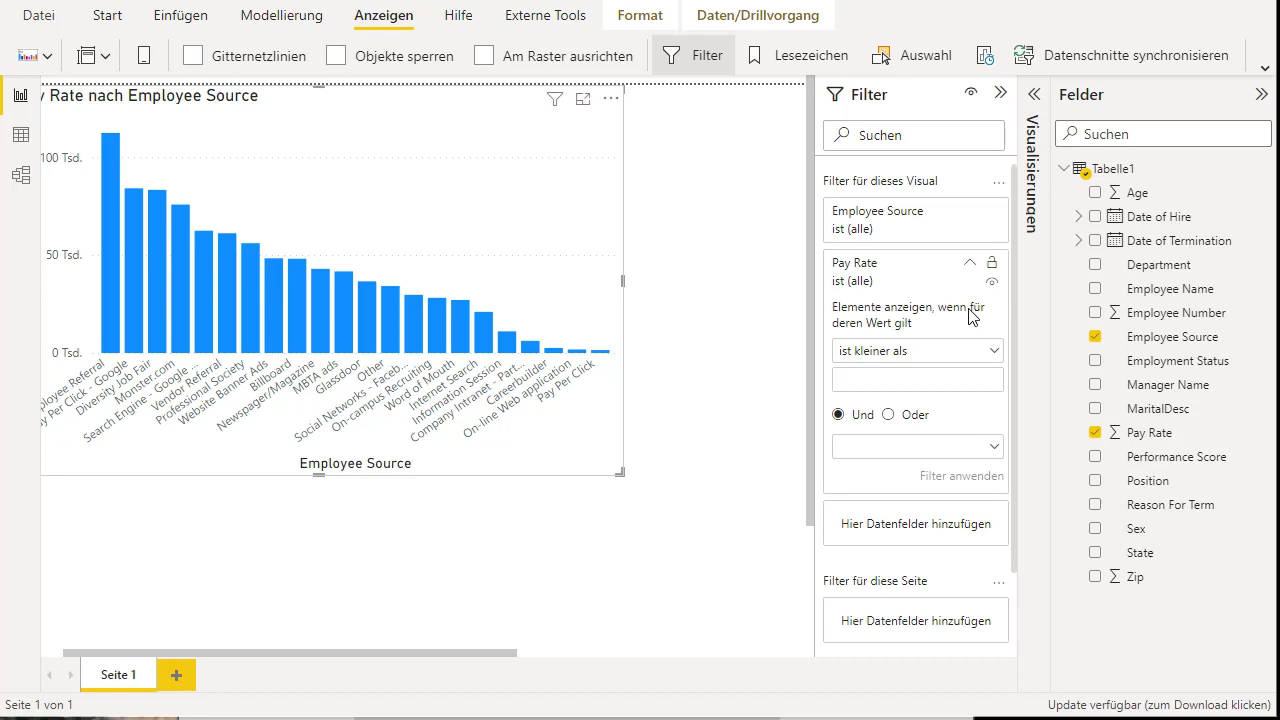 Datei Start Einfügen Modellierung Anzeigen Hilfe Externe Tools Format Daten/Drillvorgang
Gitternetzlinien Objekte sperren Am Raster ausrichten Filter Lesezeichen Auswahl Datenschnitte synchronisieren
y Rate nach Employee Source
100 Tsd.
50 Tsd.
0 Tsd.
ployee Referral
y Per Click - Google
Diversity Job Fair
Monster.com
Search Engine - Google ...
Vendor Referral
Professional Society
Website Banner Ads
Billboard
Newspager/Magazine
MBTA ads
Glassdoor
Other
Social Networks - Faceb...
On-campus Recruiting
Word of Mouth
Internet Search
Information Session
Company Intranet - Part...
Careerbuilder
On-line Web application
Pay Per Click
Employee Source
Filter
Suchen
Filter für dieses Visual ...
Employee Source
ist (alle)
Pay Rate
ist (alle)
Elemente anzeigen, wenn für
deren Wert gilt
ist kleiner als
Und Oder
Filter anwenden
Hier Datenfelder hinzufügen
Filter für diese Seite ...
Hier Datenfelder hinzufügen
Visualisierungen
Felder
Suchen
Tabelle1
Age
Date of Hire
Date of Termination
Department
Employee Name
Employee Number
Employee Source
Employment Status
Manager Name
MaritalDesc
Pay Rate
Performance Score
Position
Reason For Term
Sex
State
Zip
Seite 1
Seite 1 von 1
Update verfügbar (zum Download klicken)